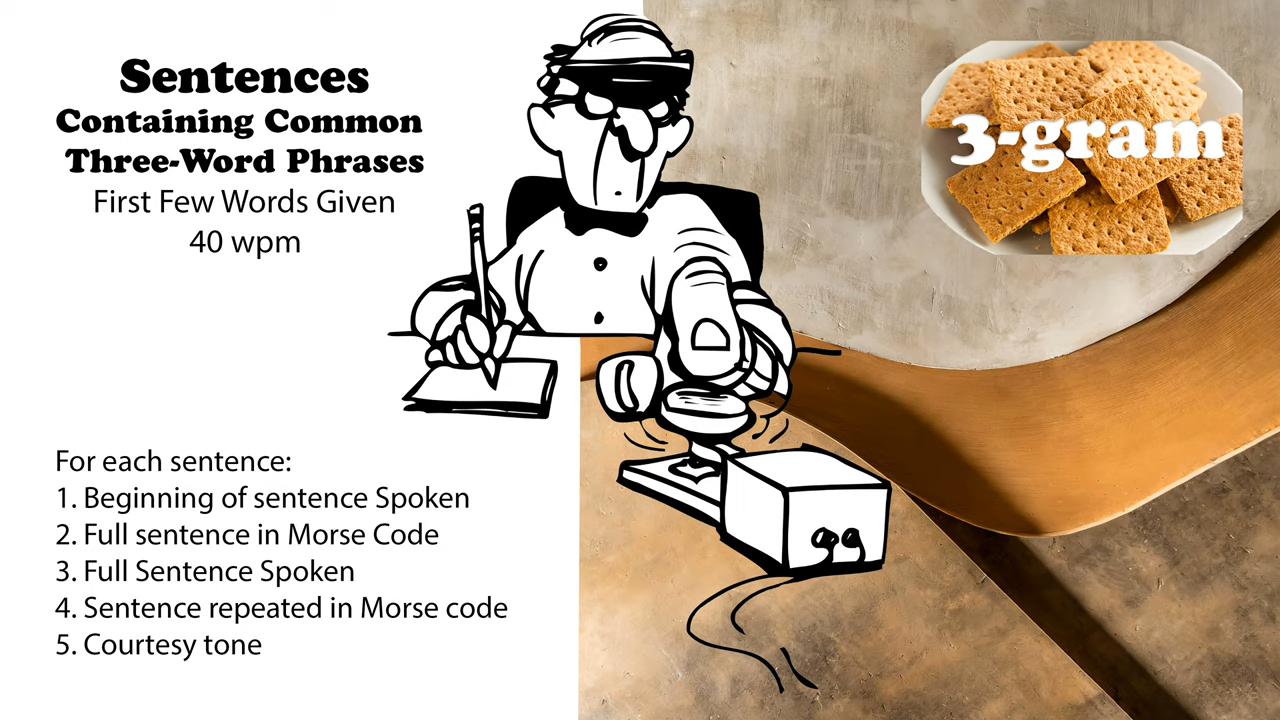 Sentences
Containing Common
Three-Word Phrases
First Few Words Given
40 wpm
3-gram
For each sentence:
1. Beginning of sentence Spoken
2. Full sentence in Morse Code
3. Full Sentence Spoken
4. Sentence repeated in Morse code
5. Courtesy tone